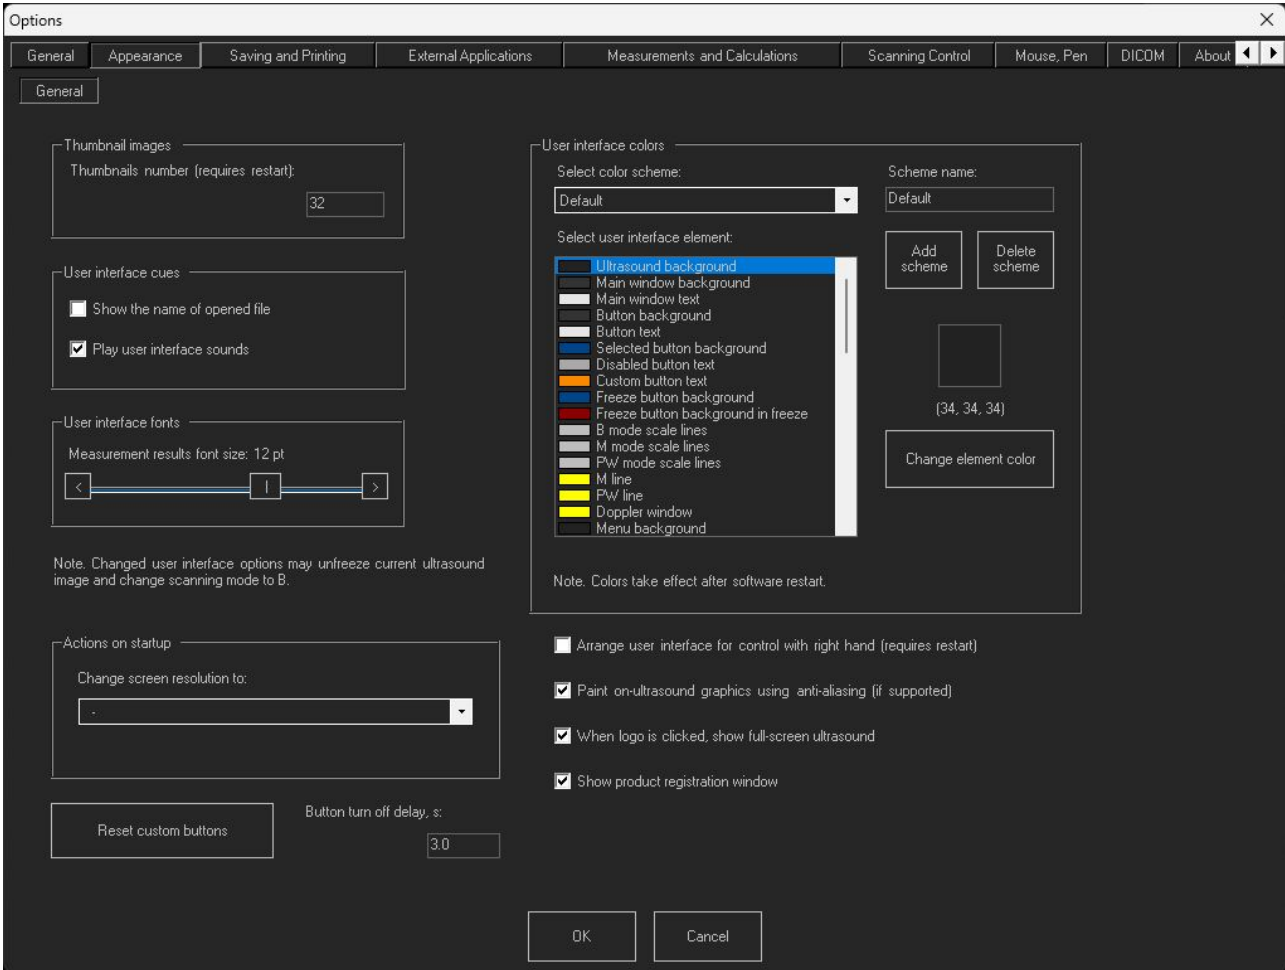 Options
General
Appearance
Saving and Printing
External Applications
Measurements and Calculations
Scanning Control
Mouse, Pen
DICOM
About
General
Thumbnail images
Thumbnails number (requires restart):
32
User interface cues
Show the name of opened file
Play user interface sounds
User interface fonts
Measurement results font size: 12 pt
<
>
Note. Changed user interface options may unfreeze current ultrasound
image and change scanning mode to B.
Actions on startup
Change screen resolution to:
-
Reset custom buttons
Button turn off delay, s:
3.0
User interface colors
Select color scheme:
Default
Scheme name:
Default
Select user interface element:
Ultrasound background
Main window background
Main window text
Button background
Button text
Selected button background
Disabled button text
Custom button text
Freeze button background
Freeze button background in freeze
B mode scale lines
M mode scale lines
PW mode scale lines
M line
PW line
Doppler window
Menu background
Add
scheme
Delete
scheme
(34, 34, 34)
Change element color
Note. Colors take effect after software restart.
Arrange user interface for control with right hand (requires restart)
Paint on-ultrasound graphics using anti-aliasing (if supported)
When logo is clicked, show full-screen ultrasound
Show product registration window
OK
Cancel